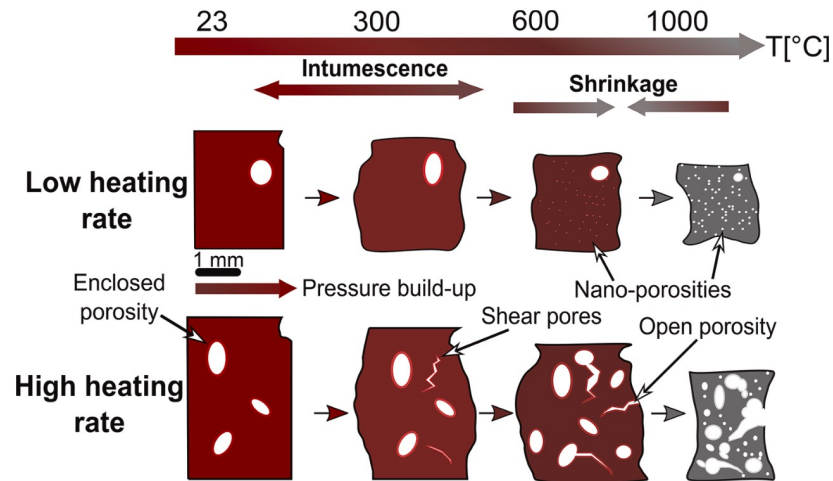 23 300 600 1000 T[°C]
Intumescence
Shrinkage
Low heating
rate
1 mm
Enclosed
porosity
Pressure build-up
Nano-porosities
Shear pores
Open porosity
High heating
rate